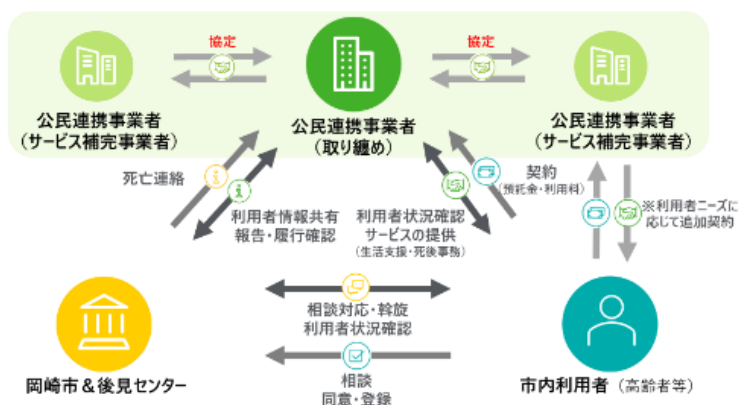 協定
協定
公民連携事業者
(サービス補完事業者)
公民連携事業者
(取り纏め)
公民連携事業者
(サービス補完事業者)
死亡連絡
利用者情報共有
報告・履行確認
利用者状況確認
サービスの提供
(生活支援・死後事務)
契約
(預託金・利用料)
※利用者ニーズに
応じて追加契約
相談対応・斡旋
利用者状況確認
相談
同意・登録
岡崎市&後見センター
市内利用者(高齢者等)